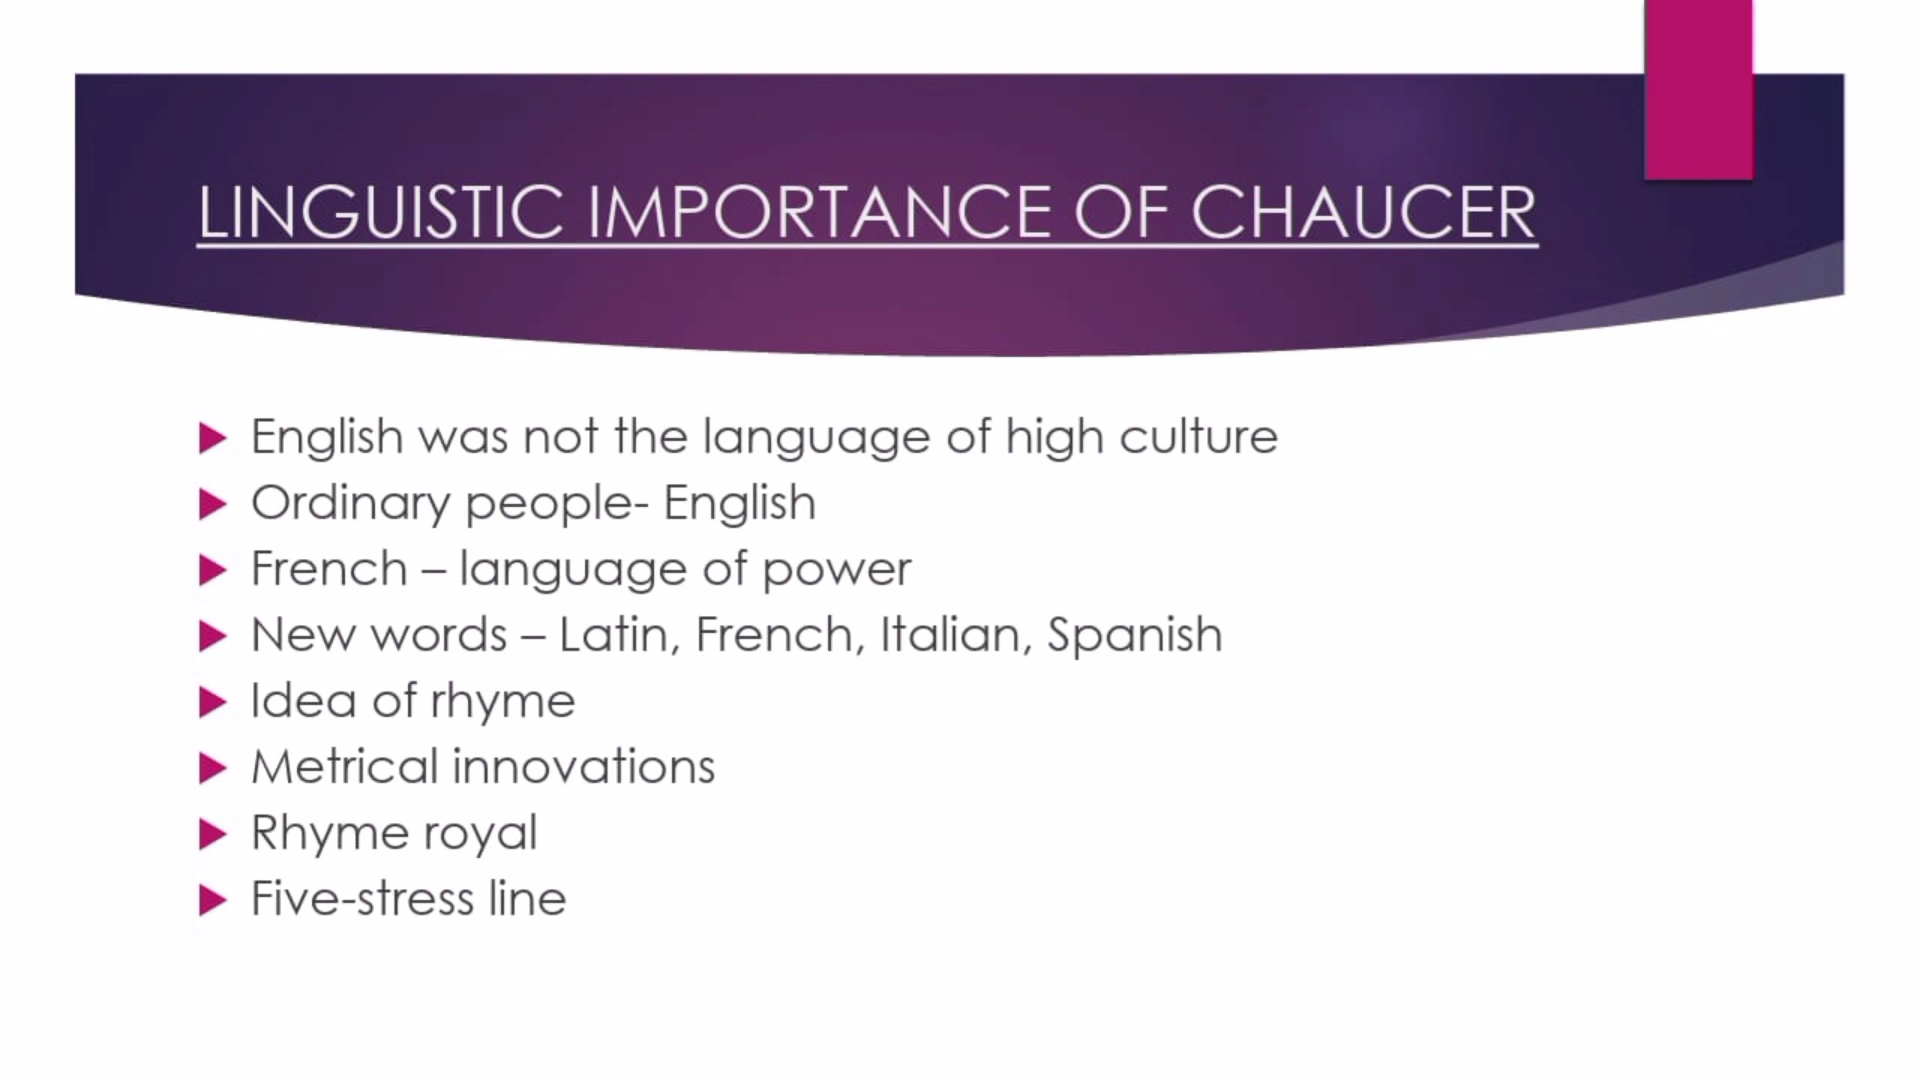 LINGUISTIC IMPORTANCE OF CHAUCER
English was not the language of high culture
Ordinary people- English
French – language of power
New words – Latin, French, Italian, Spanish
Idea of rhyme
Metrical innovations
Rhyme royal
Five-stress line